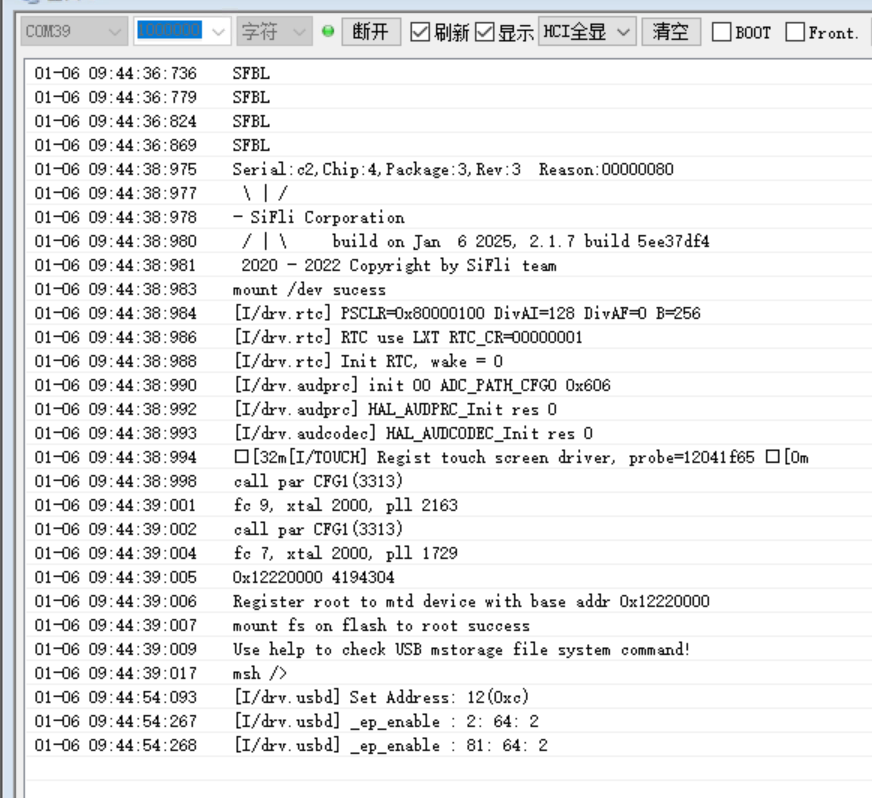 COM39 1000000 字符 断开 刷新 显示 HCI全显 清空 BOOT Front.
01-06 09:44:36:736 SFBL
01-06 09:44:36:779 SFBL
01-06 09:44:36:824 SFBL
01-06 09:44:36:869 SFBL
01-06 09:44:38:975 Serial:c2,Chip:4,Package:3,Rev:3  Reason:00000080
01-06 09:44:38:977 \ | /
01-06 09:44:38:978 - SiFli Corporation
01-06 09:44:38:980 / | \     build on Jan  6 2025, 2.1.7 build 5ee37df4
01-06 09:44:38:981 2020 - 2022 Copyright by SiFli team
01-06 09:44:38:983 mount /dev sucess
01-06 09:44:38:984 [I/drv.rtc] PSCLR=0x80000100 DivAI=128 DivAF=0 B=256
01-06 09:44:38:986 [I/drv.rtc] RTC use LXT RTC_CR=00000001
01-06 09:44:38:988 [I/drv.rtc] Init RTC, wake = 0
01-06 09:44:38:990 [I/drv.audprc] init 00 ADC_PATH_CFG0 0x606
01-06 09:44:38:992 [I/drv.audprc] HAL_AUDPRC_Init res 0
01-06 09:44:38:993 [I/drv.audcodec] HAL_AUDCODEC_Init res 0
01-06 09:44:38:994 □[32m[I/TOUCH] Regist touch screen driver, probe=12041f65 □[0m
01-06 09:44:38:998 call par CFG1(3313)
01-06 09:44:39:001 fc 9, xtal 2000, pll 2163
01-06 09:44:39:002 call par CFG1(3313)
01-06 09:44:39:004 fc 7, xtal 2000, pll 1729
01-06 09:44:39:005 0x12220000 4194304
01-06 09:44:39:006 Register root to mtd device with base addr 0x12220000
01-06 09:44:39:007 mount fs on flash to root success
01-06 09:44:39:009 Use help to check USB mstorage file system command!
01-06 09:44:39:017 msh />
01-06 09:44:54:093 [I/drv.usbd] Set Address: 12(0xc)
01-06 09:44:54:267 [I/drv.usbd] _ep_enable : 2: 64: 2
01-06 09:44:54:268 [I/drv.usbd] _ep_enable : 81: 64: 2